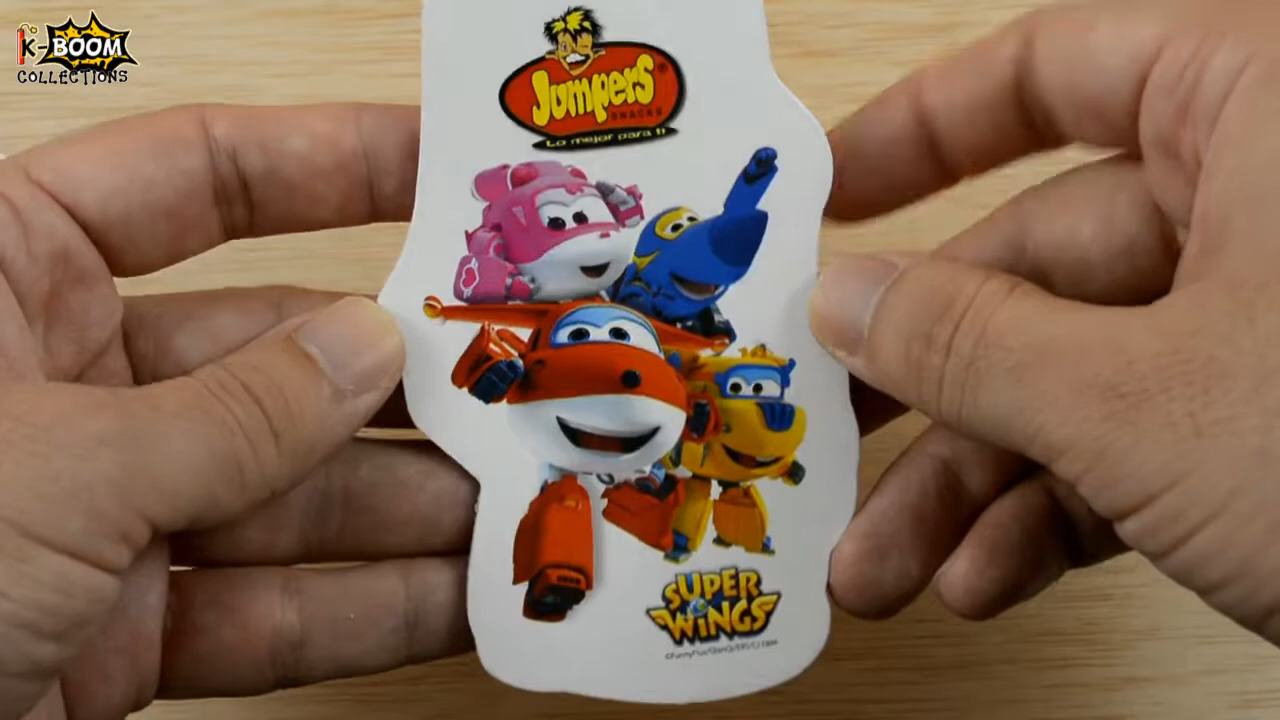 K-BOOM
COLLECTIONS
Jumpers®
SNACKS
Lo mejor para ti
SUPER
WINGS